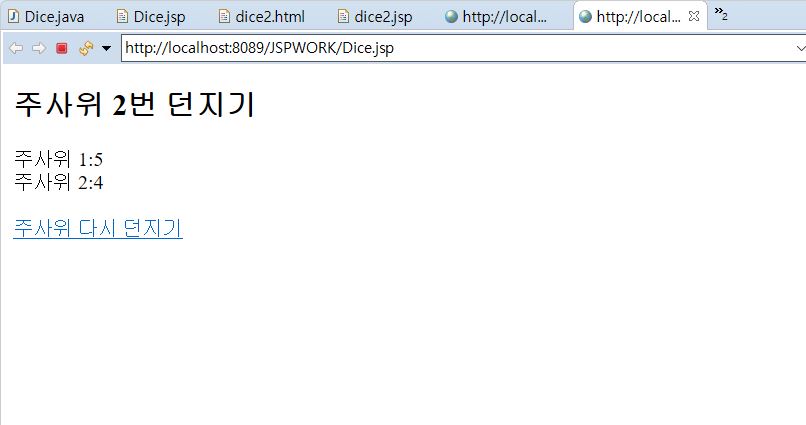 Dice.java Dice.jsp dice2.html dice2.jsp http://local... http://local... »2
http://localhost:8089/JSPWORK/Dice.jsp
주사위 2번 던지기
주사위 1:5
주사위 2:4
주사위 다시 던지기